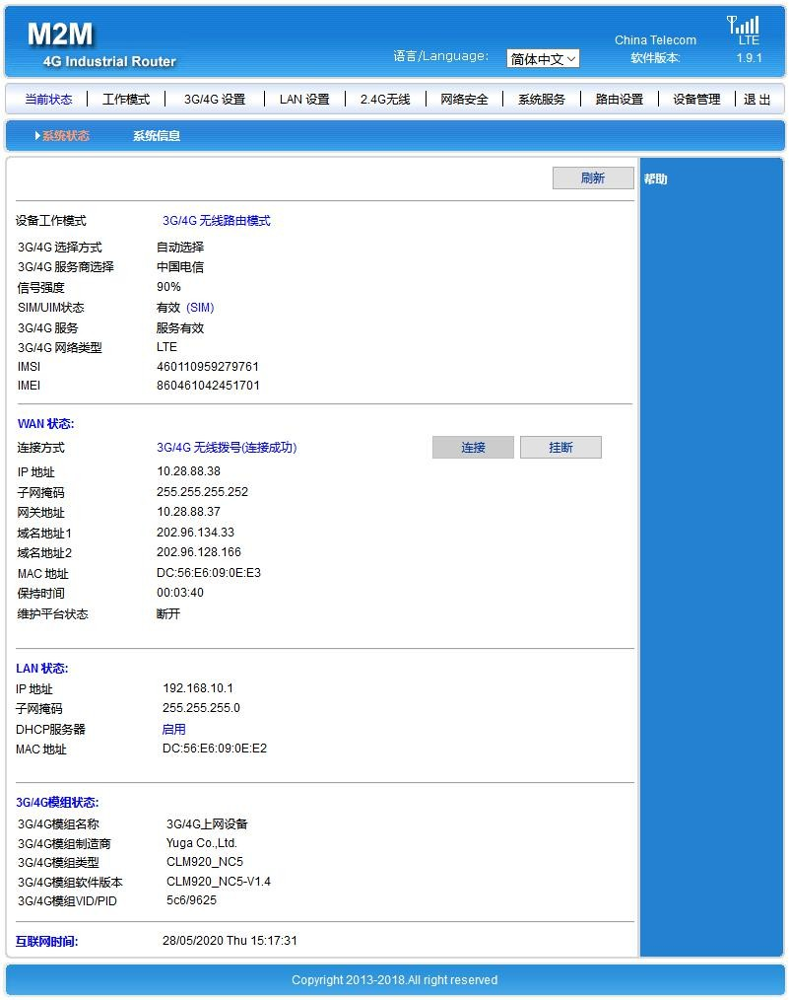 M2M
4G Industrial Router
语言/Language: 简体中文
China Telecom LTE
软件版本: 1.9.1
当前状态 工作模式 3G/4G 设置 LAN 设置 2.4G无线 网络安全 系统服务 路由设置 设备管理 退 出
系统状态 系统信息
刷新 帮助
设备工作模式 3G/4G 无线路由模式
3G/4G 选择方式 自动选择
3G/4G 服务商选择 中国电信
信号强度 90%
SIM/UIM状态 有效 (SIM)
3G/4G 服务 服务有效
3G/4G 网络类型 LTE
IMSI 460110959279761
IMEI 860461042451701
WAN 状态:
连接方式 3G/4G 无线拨号(连接成功) 连接 挂断
IP 地址 10.28.88.38
子网掩码 255.255.255.252
网关地址 10.28.88.37
域名地址1 202.96.134.33
域名地址2 202.96.128.166
MAC 地址 DC:56:E6:09:0E:E3
保持时间 00:03:40
维护平台状态 断开
LAN 状态:
IP 地址 192.168.10.1
子网掩码 255.255.255.0
DHCP服务器 启用
MAC 地址 DC:56:E6:09:0E:E2
3G/4G模组状态:
3G/4G模组名称 3G/4G上网设备
3G/4G模组制造商 Yuga Co.,Ltd.
3G/4G模组类型 CLM920_NC5
3G/4G模组软件版本 CLM920_NC5-V1.4
3G/4G模组VID/PID 5c6/9625
互联网时间: 28/05/2020 Thu 15:17:31
Copyright 2013-2018.All right reserved